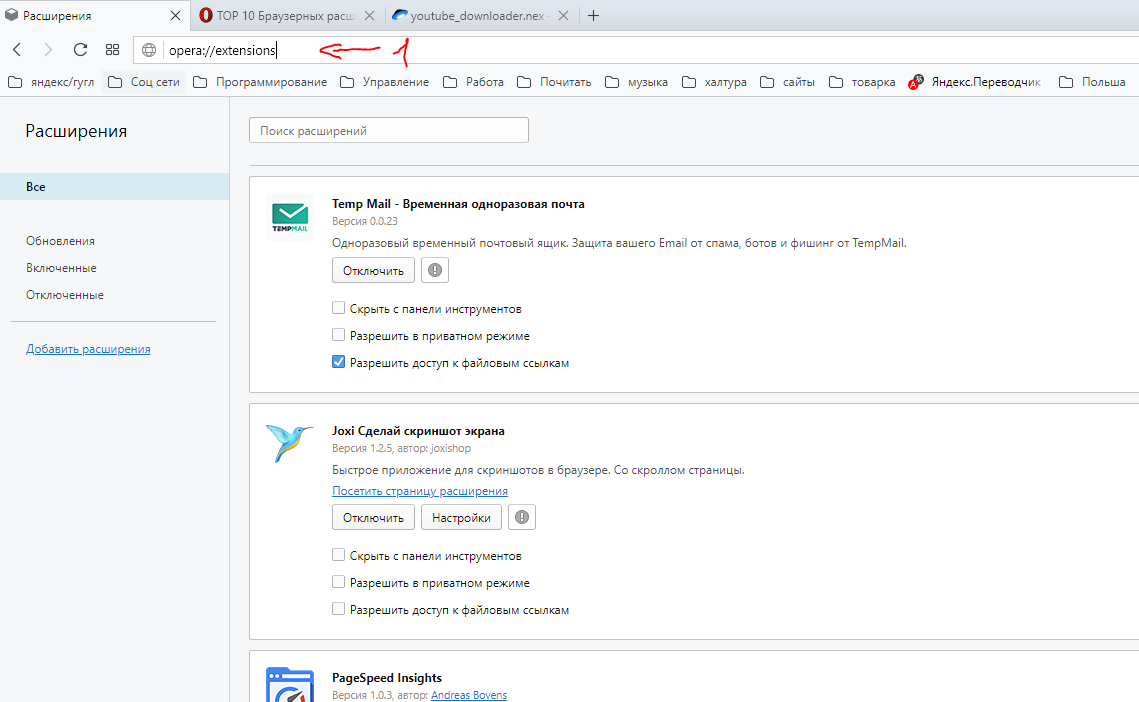 Расширения
TOP 10 Браузерных расш
youtube_downloader.nex -
opera://extensions
1
яндекс/гугл
Соц сети
Программирование
Управление
Работа
Почитать
музыка
халтура
сайты
товарка
Яндекс.Переводчик
Польша
Расширения
Все
Обновления
Включенные
Отключенные
Добавить расширения
Поиск расширений
TEMPMAIL
Temp Mail - Временная одноразовая почта
Версия 0.0.23
Одноразовый временный почтовый ящик. Защита вашего Email от спама, ботов и фишинг от TempMail.
Отключить
Скрыть с панели инструментов
Разрешить в приватном режиме
Разрешить доступ к файловым ссылкам
Joxi Сделай скриншот экрана
Версия 1.2.5, автор: joxishop
Быстрое приложение для скриншотов в браузере. Со скроллом страницы.
Посетить страницу расширения
Отключить
Настройки
Скрыть с панели инструментов
Разрешить в приватном режиме
Разрешить доступ к файловым ссылкам
PageSpeed Insights
Версия 1.0.3, автор: Andreas Bovens